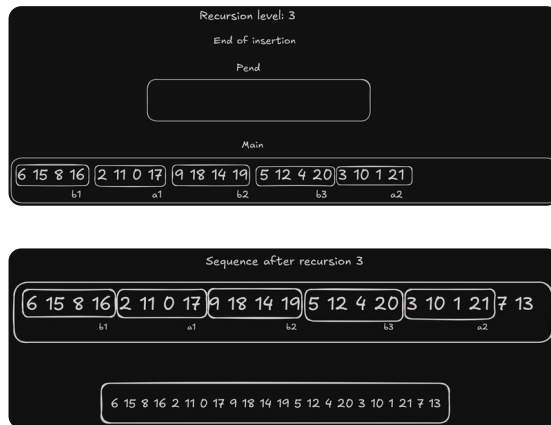 Recursion level: 3
End of insertion
Pend
Main
6 15 8 16 2 11 0 17 9 18 14 19 5 12 4 20 3 10 1 21
b1 a1 b2 b3 a2
Sequence after recursion 3
6 15 8 16 2 11 0 17 9 18 14 19 5 12 4 20 3 10 1 21 7 13
b1 a1 b2 b3 a2
6 15 8 16 2 11 0 17 9 18 14 19 5 12 4 20 3 10 1 21 7 13